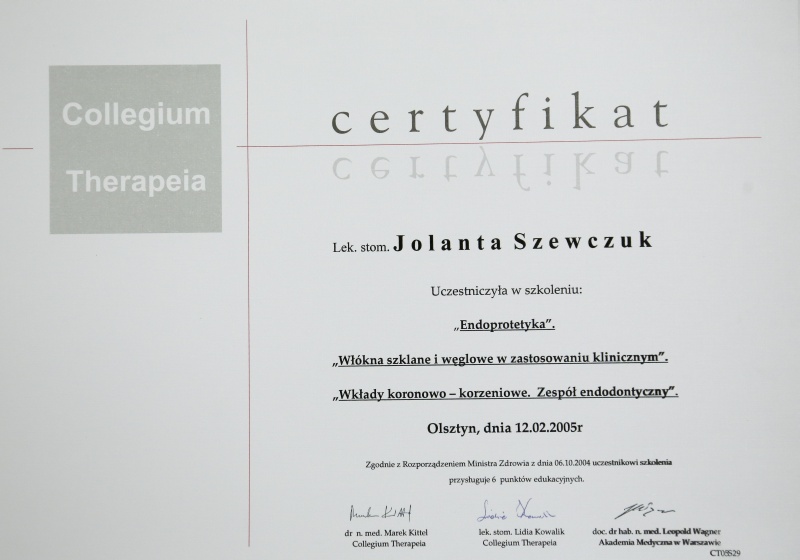 Collegium
Therapeia
certyfikat
Lek. stom. Jolanta Szewczuk
Uczestniczyła w szkoleniu:
„Endoprotetyka”.
„Włókna szklane i węglowe w zastosowaniu klinicznym”.
„Wkłady koronowo – korzeniowe. Zespół endodontyczny”.
Olsztyn, dnia 12.02.2005r
Zgodnie z Rozporządzeniem Ministra Zdrowia z dnia 06.10.2004 uczestnikowi szkolenia
przysługuje 6 punktów edukacyjnych.
dr n. med. Marek Kittel
Collegium Therapeia
lek. stom. Lidia Kowalik
Collegium Therapeia
doc. dr hab. n. med. Leopold Wagner
Akademia Medyczna w Warszawie
CT05S29